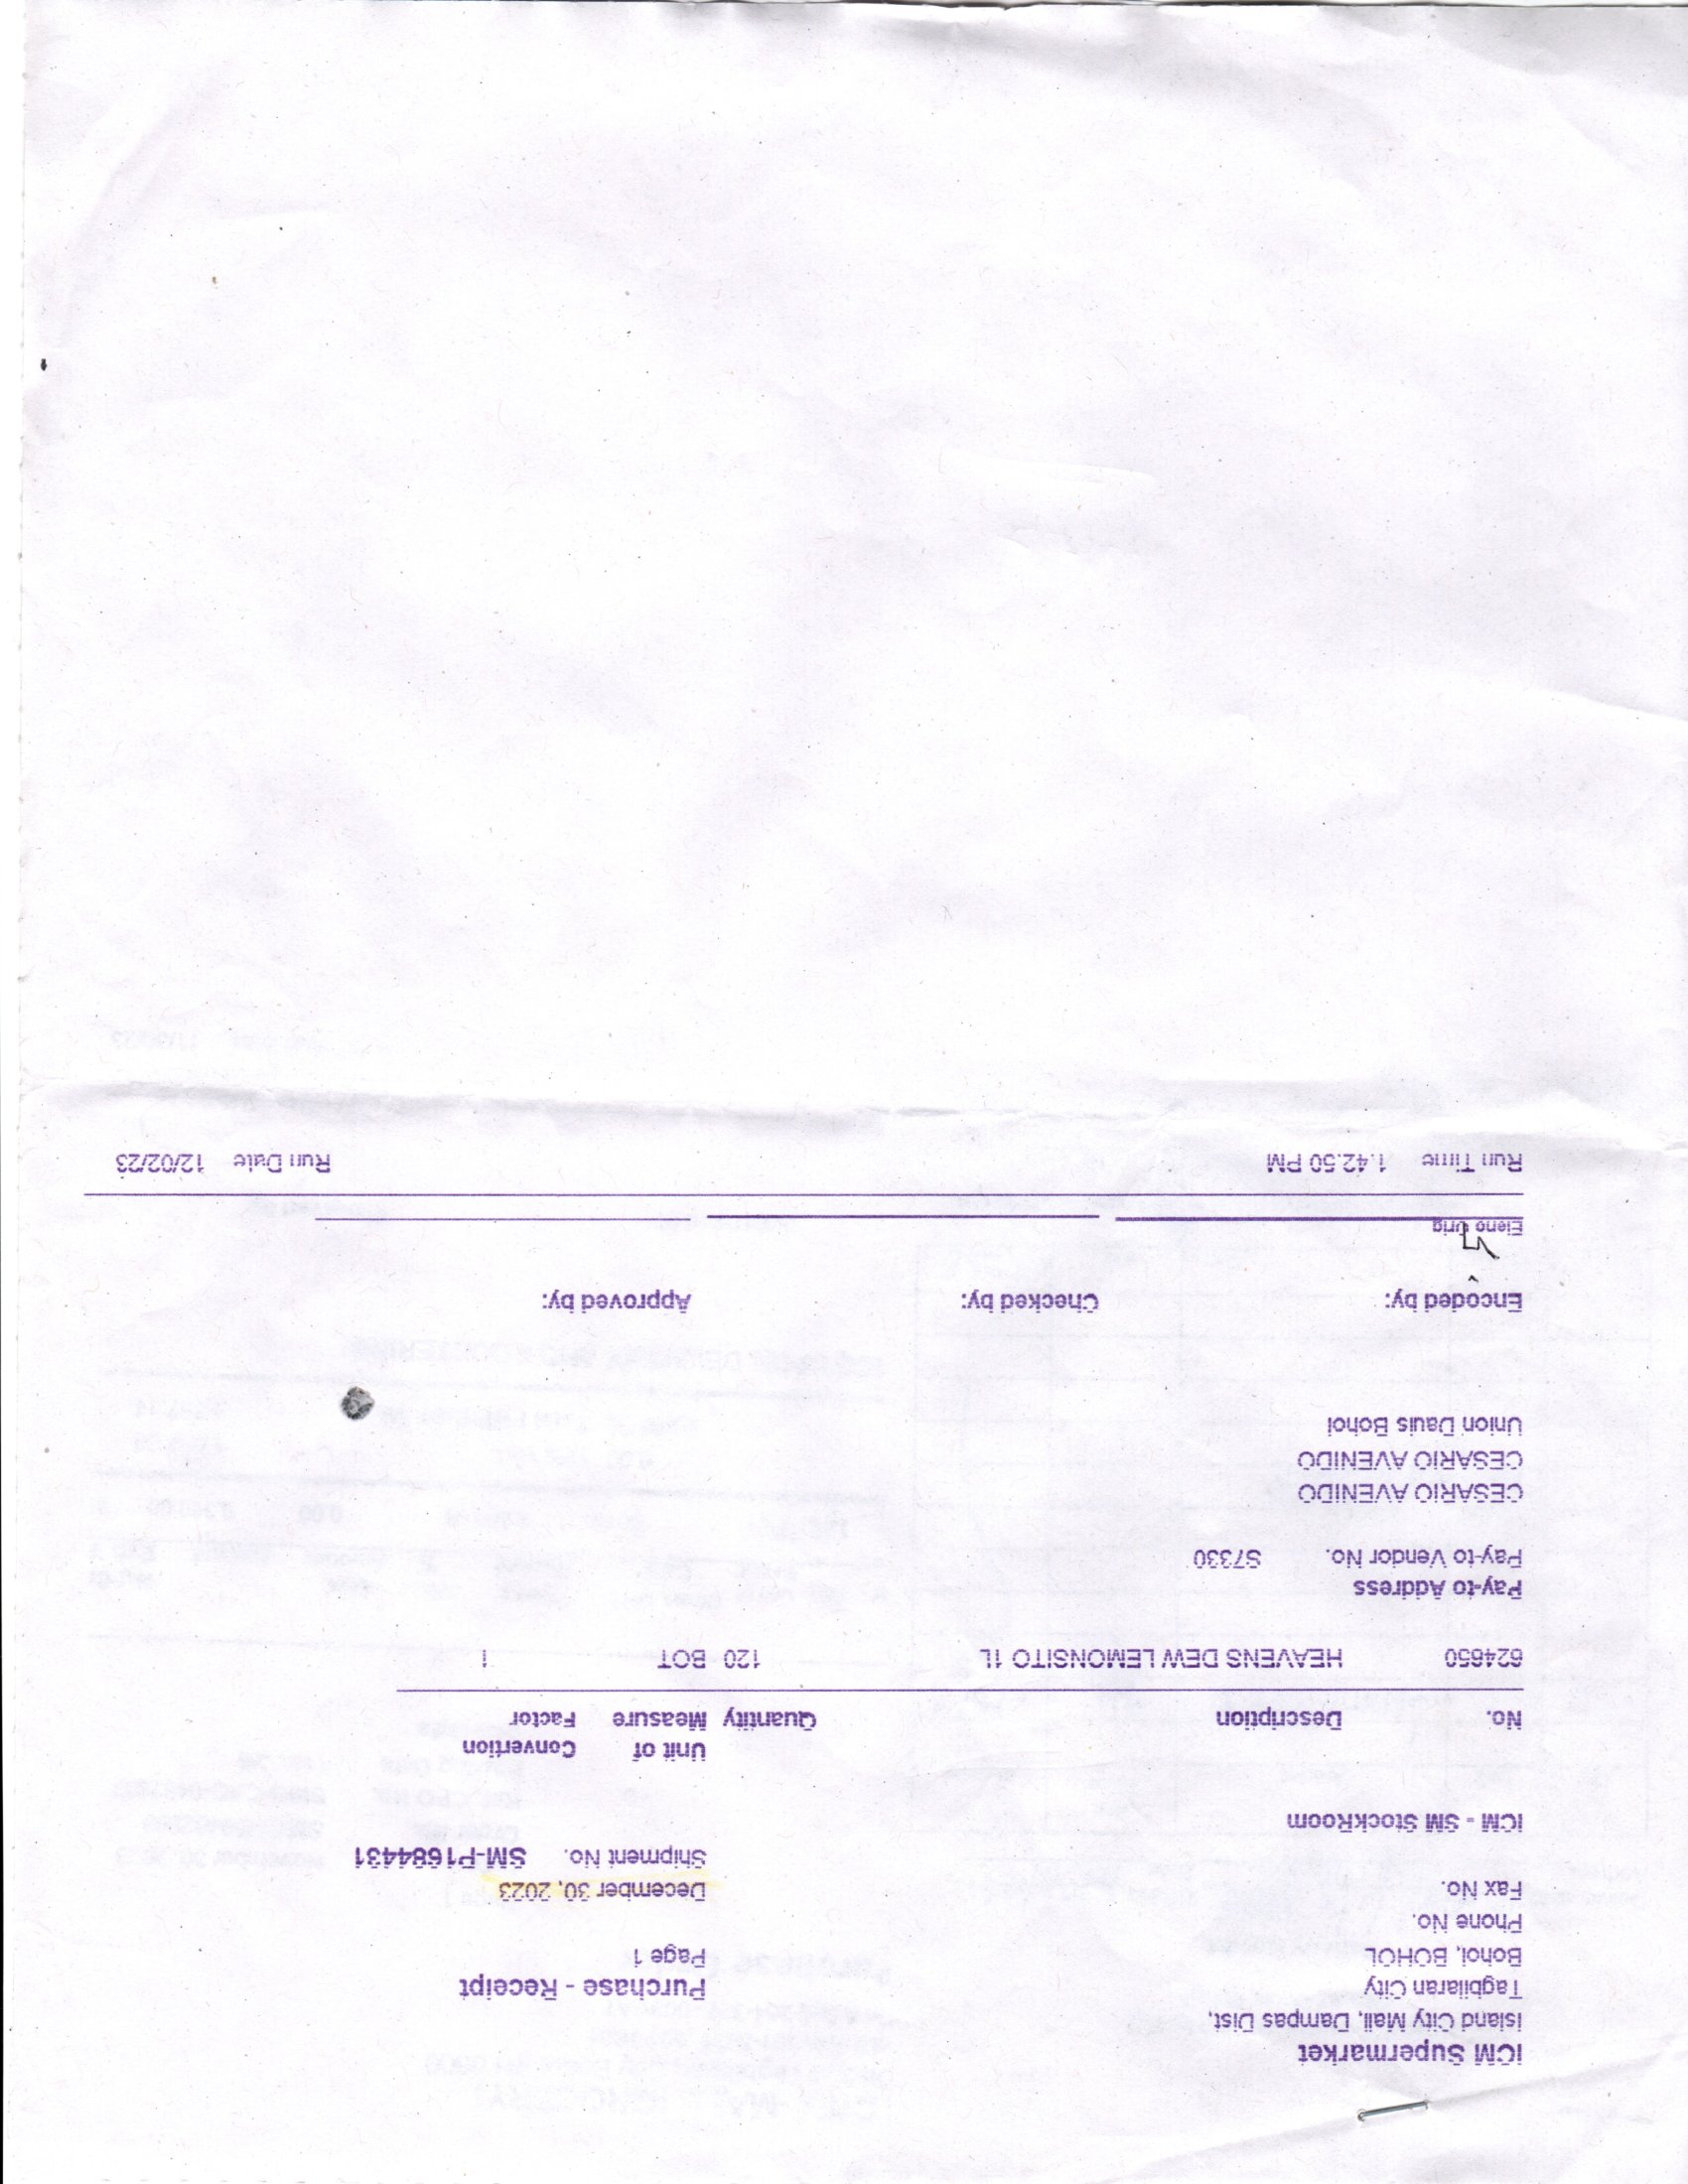 ICM Supermarket
Island City Mall, Dampas Dist,
Tagbilaran City
Bohol, BOHOL
Phone No.
Fax No.
Purchase - Receipt
Page 1
December 30, 2023
Shipment No. SM-P1684431
ICM - SM StockRoom
No. Description Quantity Unit of Measure Convertion Factor
624650 HEAVENS DEW LEMONSITO 1L 120 BOT 1
Pay-to Address
Pay-to Vendor No. S7330
CESARIO AVENIDO
CESARIO AVENIDO
Union Dauis Bohol
Encoded by: Checked by: Approved by:
Run Time 1:42:50 PM Run Date 12/02/23